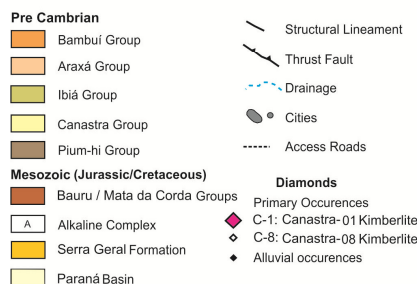 Pre Cambrian
Bambuí Group
Araxá Group
Ibiá Group
Canastra Group
Pium-hi Group
Mesozoic (Jurassic/Cretaceous)
Bauru / Mata da Corda Groups
A Alkaline Complex
Serra Geral Formation
Paraná Basin
Structural Lineament
Thrust Fault
Drainage
Cities
Access Roads
Diamonds
Primary Occurences
C-1: Canastra-01 Kimberlite
C-8: Canastra-08 Kimberlite
Alluvial occurences